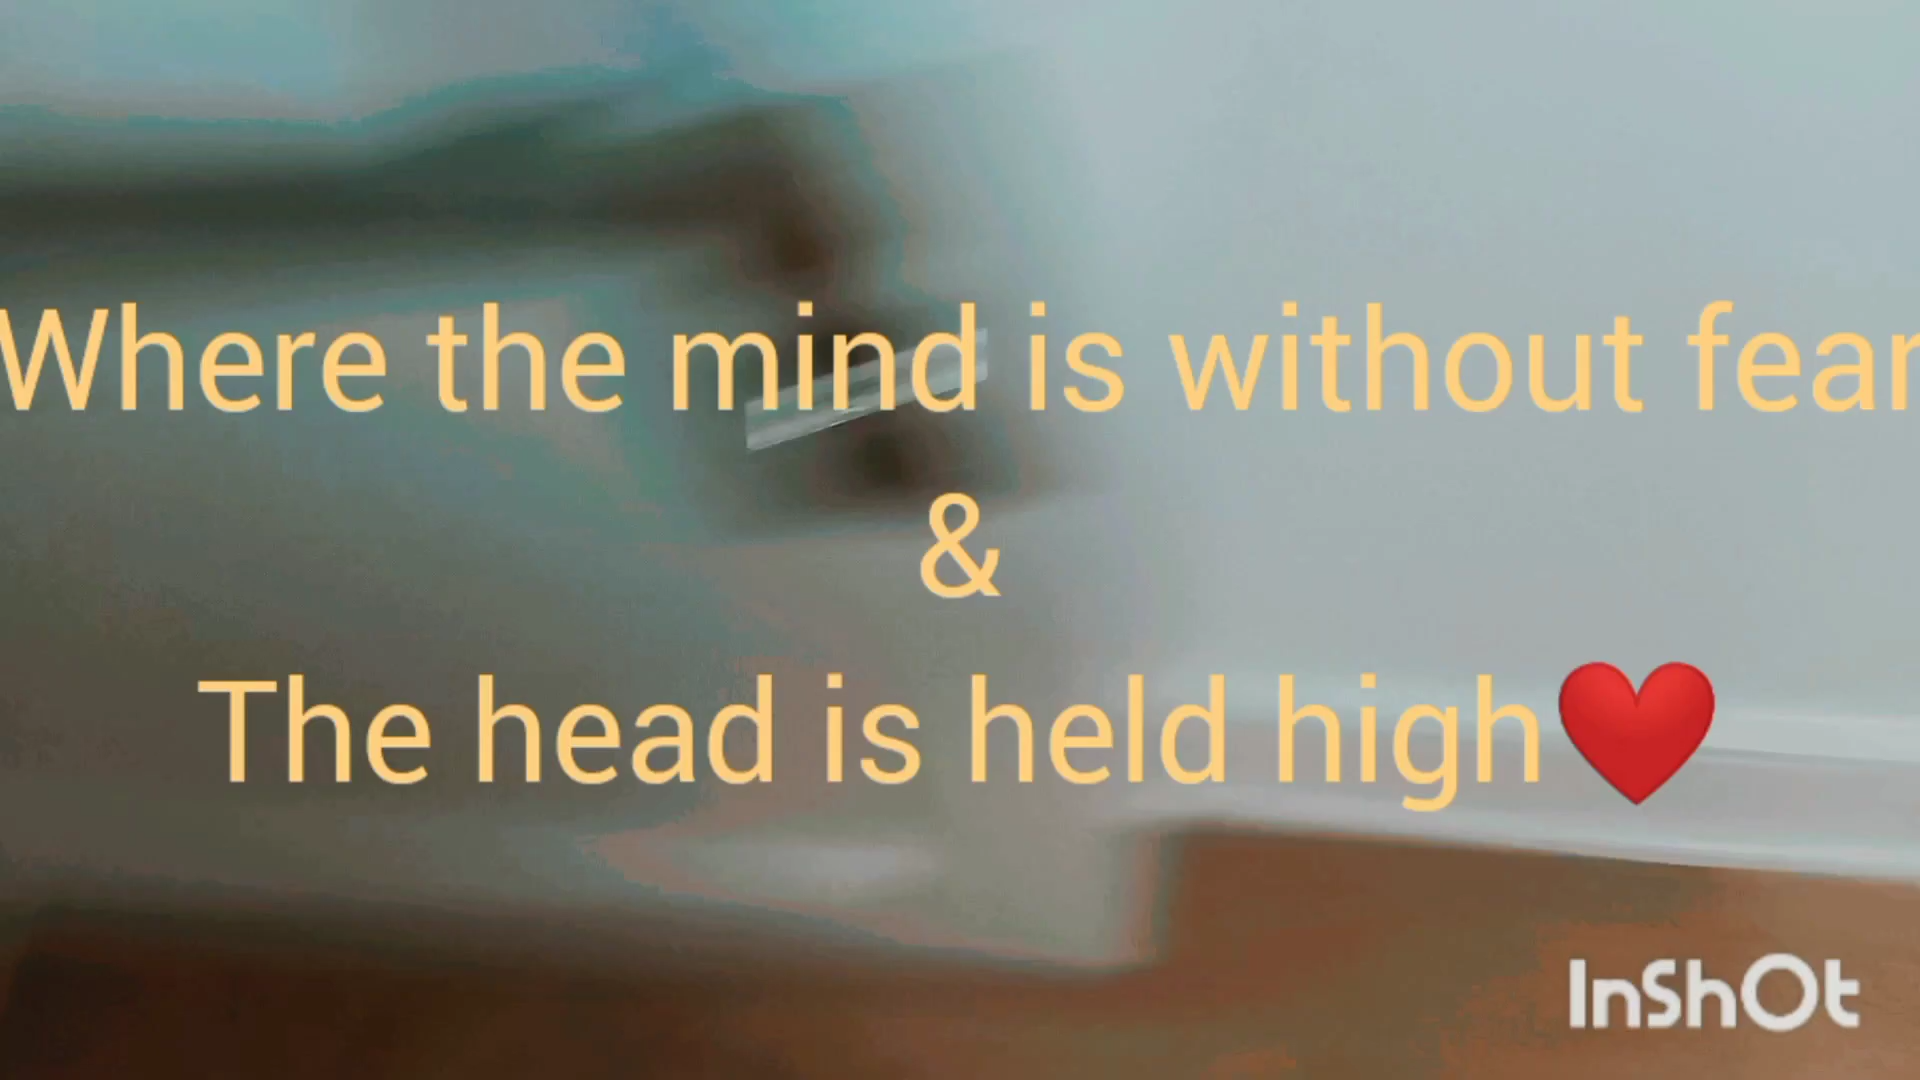 Where the mind is without fear
&
The head is held high❤️
InShOt